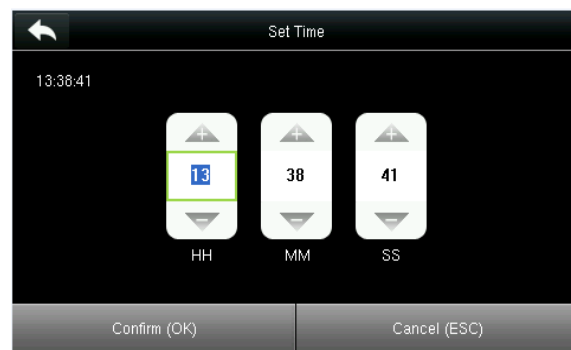 Set Time
13:38:41
13 38 41
HH MM SS
Confirm (OK) Cancel (ESC)